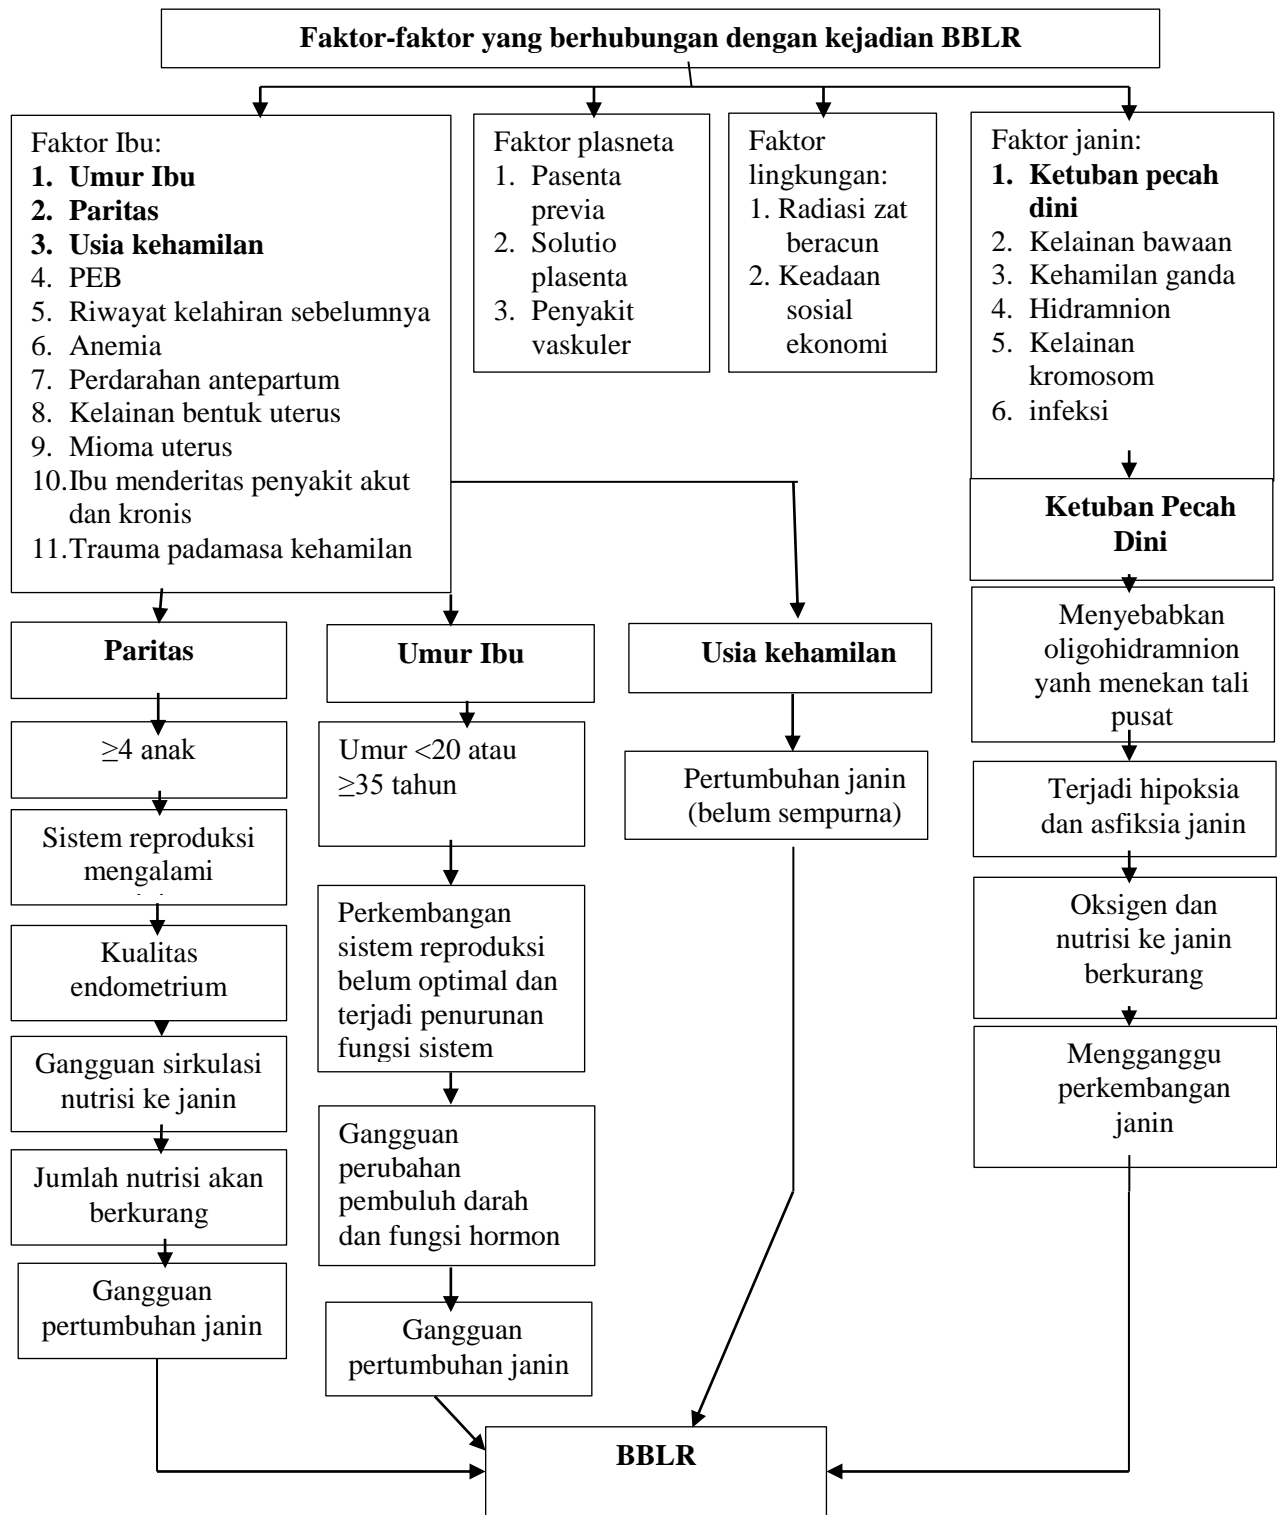 Faktor-faktor yang berhubungan dengan kejadian BBLR
Faktor Ibu:
1. Umur Ibu
2. Paritas
3. Usia kehamilan
4. PEB
5. Riwayat kelahiran sebelumnya
6. Anemia
7. Perdarahan antepartum
8. Kelainan bentuk uterus
9. Mioma uterus
10.Ibu menderitas penyakit akut
dan kronis
11.Trauma padamasa kehamilan
Faktor plasneta
1. Pasenta
previa
2. Solutio
plasenta
3. Penyakit
vaskuler
Faktor
lingkungan:
1. Radiasi zat
beracun
2. Keadaan
sosial
ekonomi
Faktor janin:
1. Ketuban pecah
dini
2. Kelainan bawaan
3. Kehamilan ganda
4. Hidramnion
5. Kelainan
kromosom
6. infeksi
Paritas
≥4 anak
Sistem reproduksi
mengalami
Kualitas
endometrium
Gangguan sirkulasi
nutrisi ke janin
Jumlah nutrisi akan
berkurang
Gangguan
pertumbuhan janin
Umur Ibu
Umur <20 atau
≥35 tahun
Perkembangan
sistem reproduksi
belum optimal dan
terjadi penurunan
fungsi sistem
Gangguan
perubahan
pembuluh darah
dan fungsi hormon
Gangguan
pertumbuhan janin
Usia kehamilan
Pertumbuhan janin
(belum sempurna)
Ketuban Pecah
Dini
Menyebabkan
oligohidramnion
yanh menekan tali
pusat
Terjadi hipoksia
dan asfiksia janin
Oksigen dan
nutrisi ke janin
berkurang
Mengganggu
perkembangan
janin
BBLR